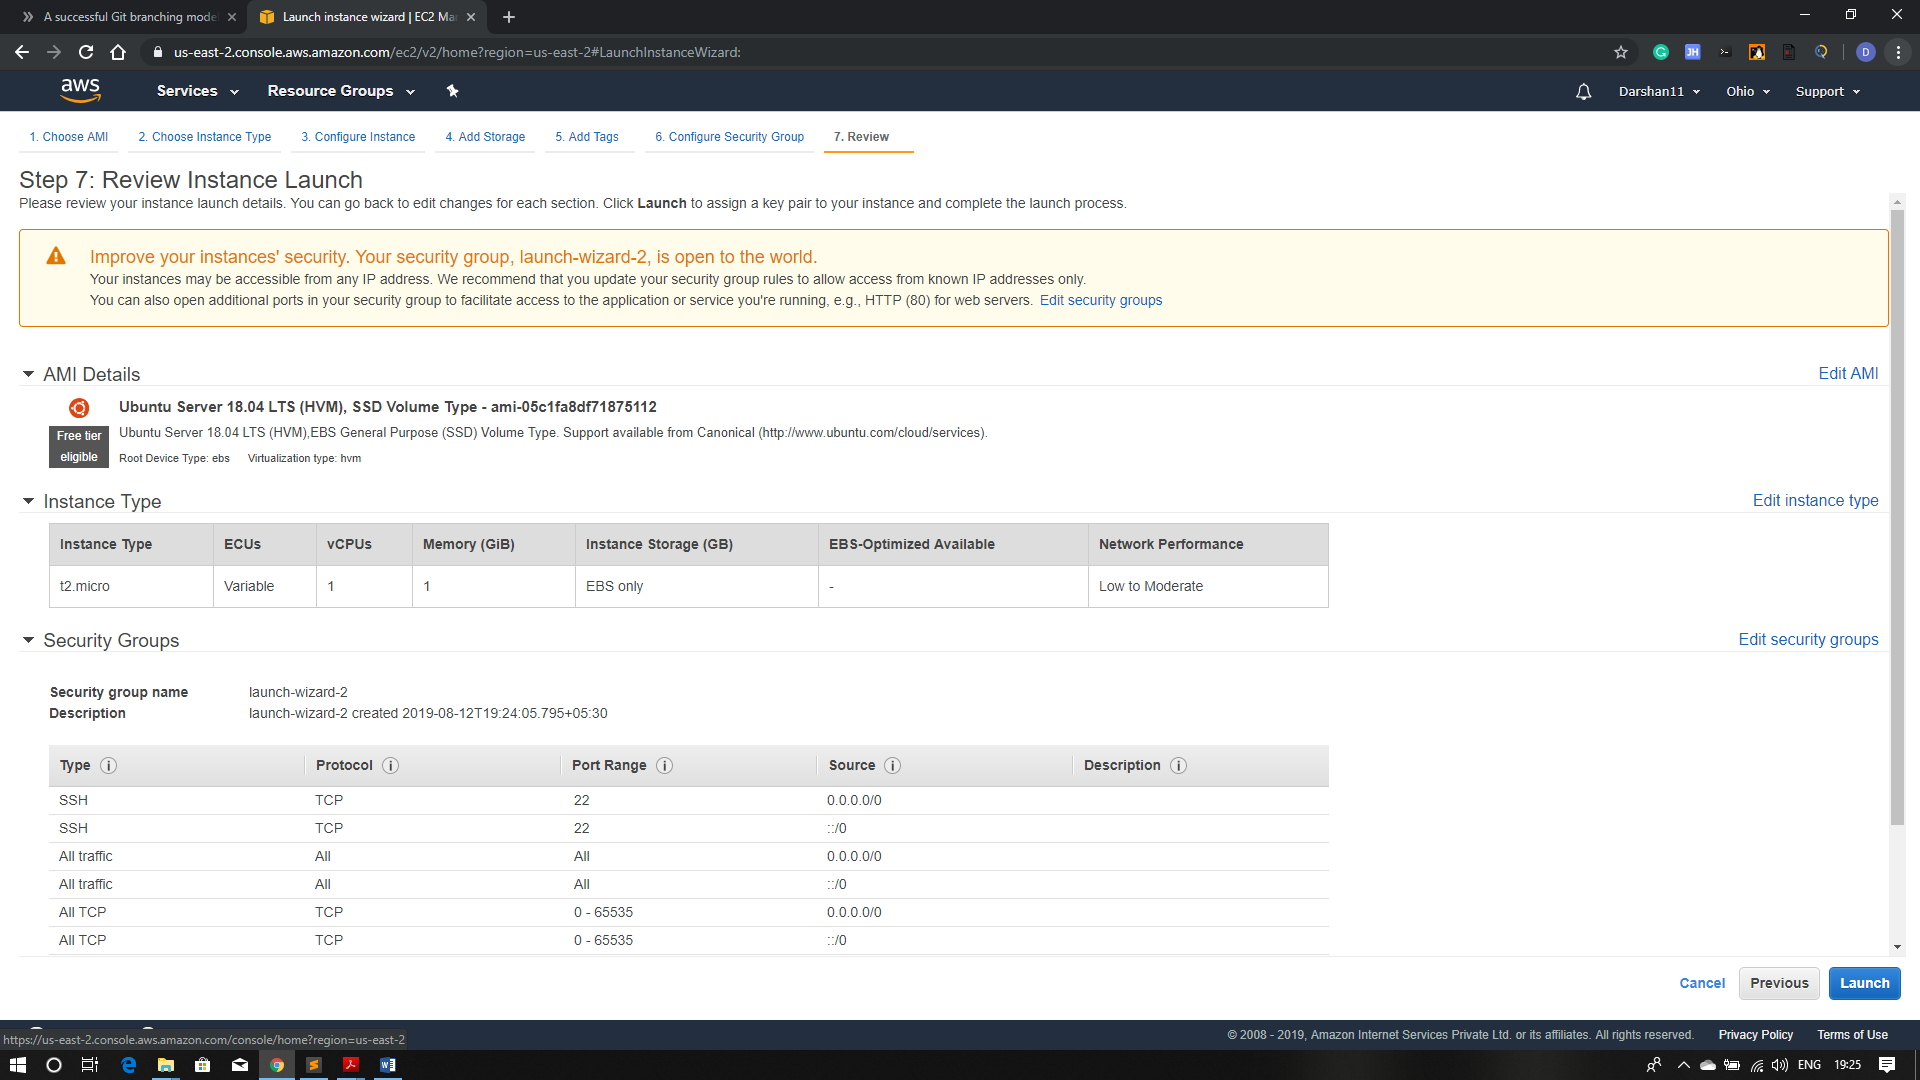 A successful Git branching mode
Launch instance wizard | EC2 Ma
us-east-2.console.aws.amazon.com/ec2/v2/home?region=us-east-2#LaunchInstanceWizard:
JH
D
aws
Services
Resource Groups
Darshan11
Ohio
Support
1. Choose AMI
2. Choose Instance Type
3. Configure Instance
4. Add Storage
5. Add Tags
6. Configure Security Group
7. Review
Step 7: Review Instance Launch
Please review your instance launch details. You can go back to edit changes for each section. Click Launch to assign a key pair to your instance and complete the launch process.
Improve your instances' security. Your security group, launch-wizard-2, is open to the world.
Your instances may be accessible from any IP address. We recommend that you update your security group rules to allow access from known IP addresses only.
You can also open additional ports in your security group to facilitate access to the application or service you're running, e.g., HTTP (80) for web servers. Edit security groups
AMI Details
Edit AMI
Ubuntu Server 18.04 LTS (HVM), SSD Volume Type - ami-05c1fa8df71875112
Free tier
eligible
Ubuntu Server 18.04 LTS (HVM),EBS General Purpose (SSD) Volume Type. Support available from Canonical (http://www.ubuntu.com/cloud/services).
Root Device Type: ebs Virtualization type: hvm
Instance Type
Edit instance type
Instance Type ECUs vCPUs Memory (GiB) Instance Storage (GB) EBS-Optimized Available Network Performance
t2.micro Variable 1 1 EBS only - Low to Moderate
Security Groups
Edit security groups
Security group name launch-wizard-2
Description launch-wizard-2 created 2019-08-12T19:24:05.795+05:30
Type Protocol Port Range Source Description
SSH TCP 22 0.0.0.0/0
SSH TCP 22 ::/0
All traffic All All 0.0.0.0/0
All traffic All All ::/0
All TCP TCP 0 - 65535 0.0.0.0/0
All TCP TCP 0 - 65535 ::/0
Cancel
Previous
Launch
https://us-east-2.console.aws.amazon.com/console/home?region=us-east-2
© 2008 - 2019, Amazon Internet Services Private Ltd. or its affiliates. All rights reserved.
Privacy Policy
Terms of Use
ENG
19:25